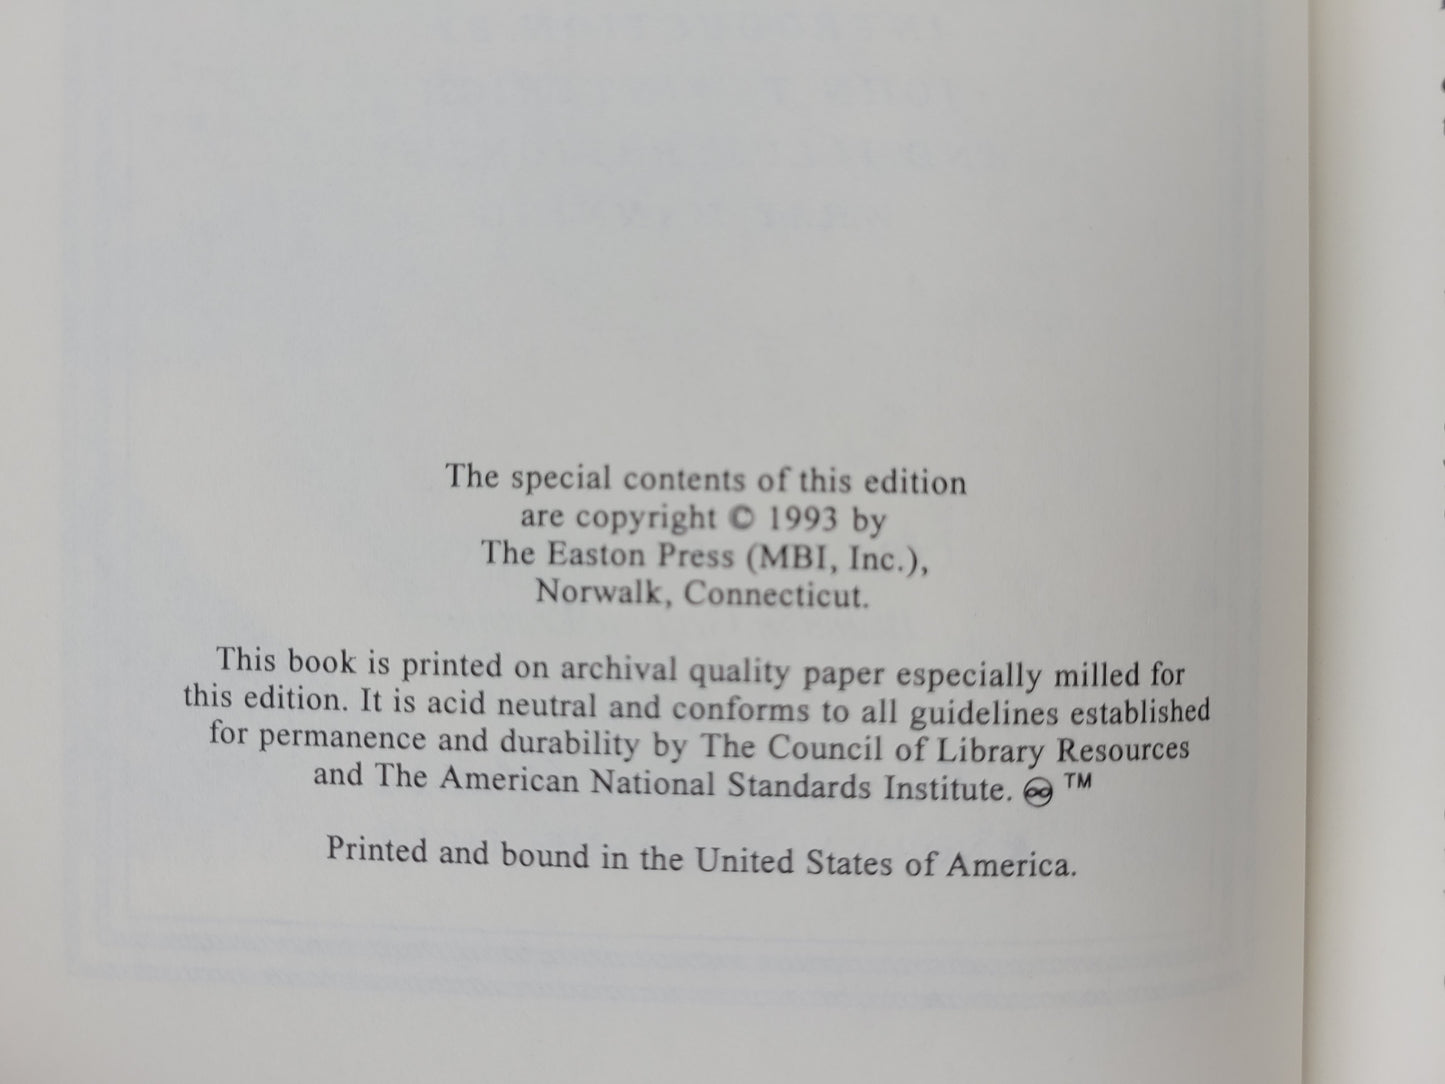 The special contents of this edition
are copyright © 1993 by
The Easton Press (MBI, Inc.),
Norwalk, Connecticut.
This book is printed on archival quality paper especially milled for
this edition. It is acid neutral and conforms to all guidelines established
for permanence and durability by The Council of Library Resources
and The American National Standards Institute. ♾ ™
Printed and bound in the United States of America.